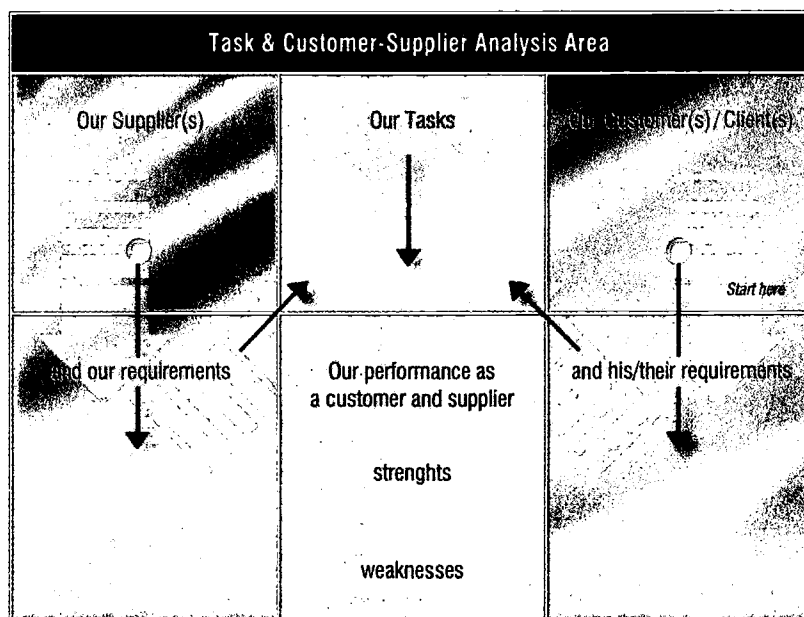 Task & Customer-Supplier Analysis Area
Our Supplier(s)
Our Tasks
Our Customer(s) / Client(s)
Start here
and our requirements
Our performance as
a customer and supplier
and his/their requirements
strenghts
weaknesses